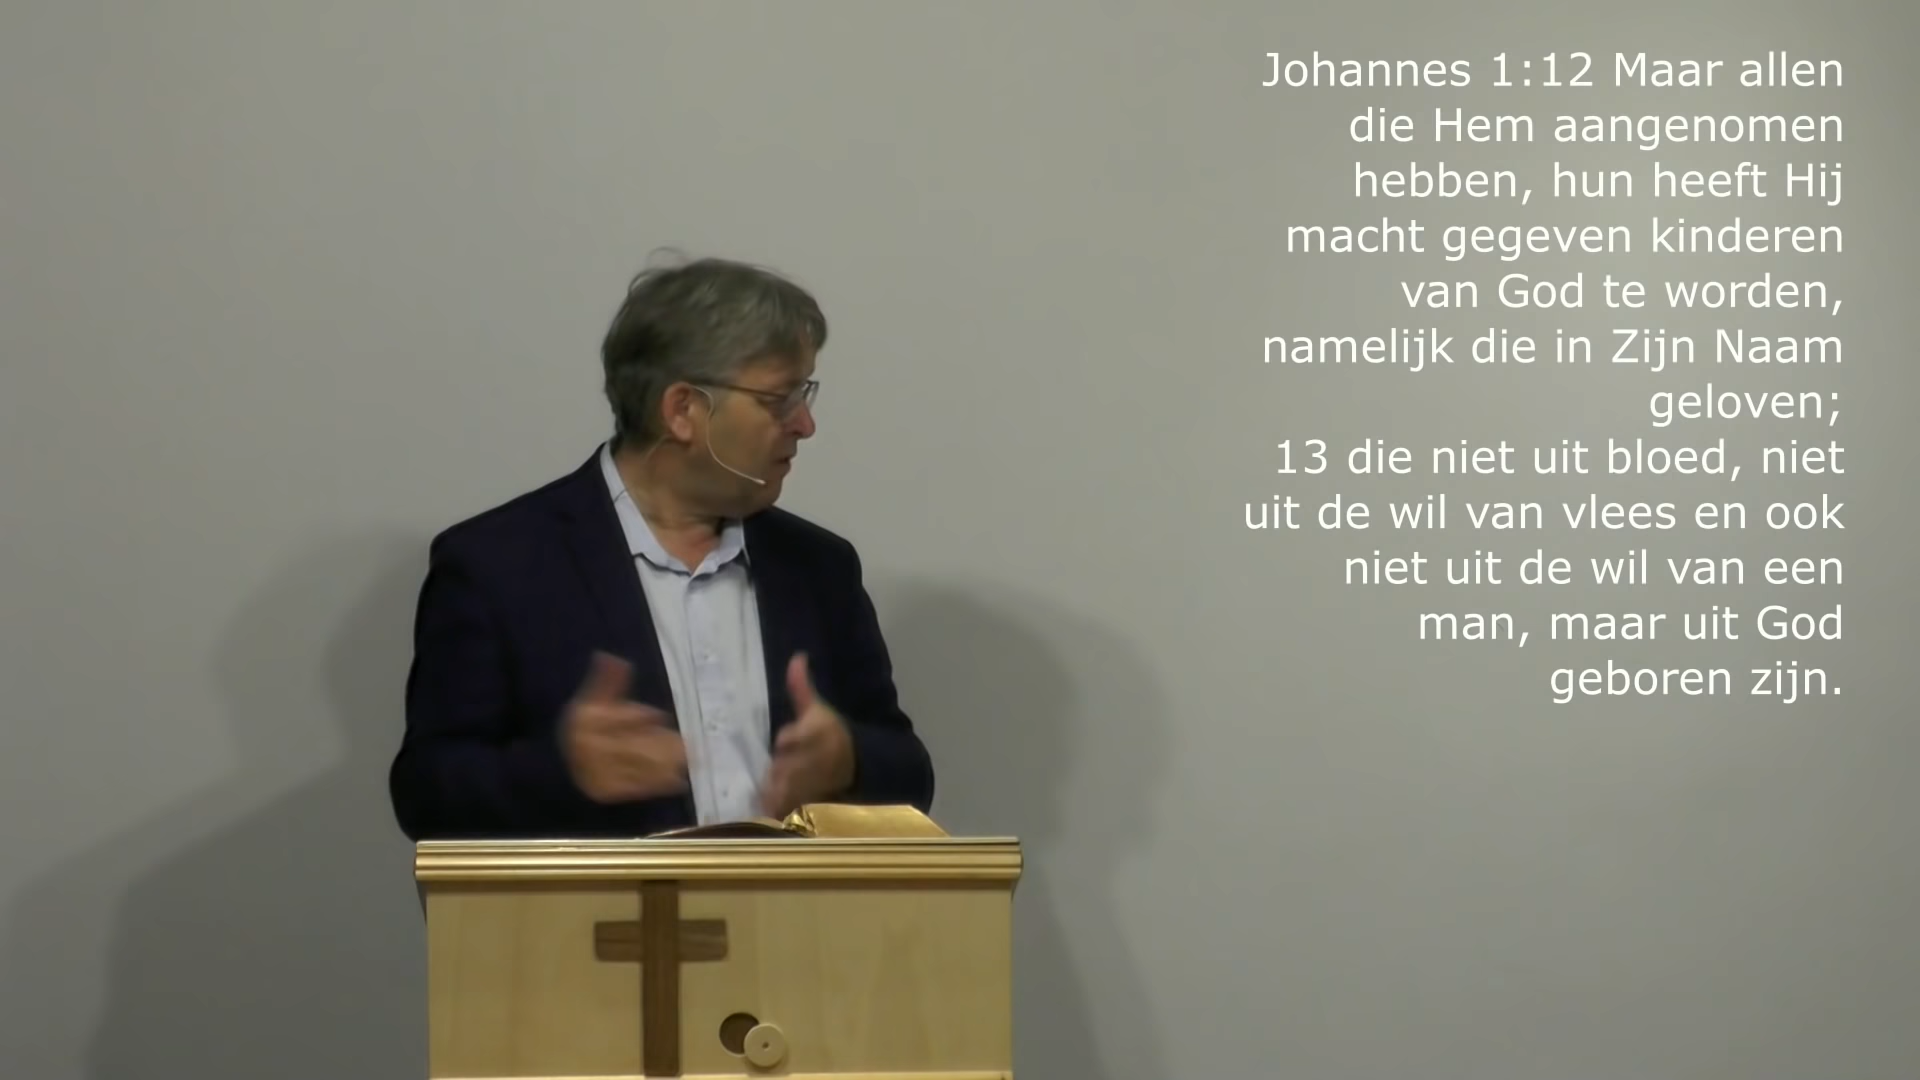 Johannes 1:12 Maar allen
die Hem aangenomen
hebben, hun heeft Hij
macht gegeven kinderen
van God te worden,
namelijk die in Zijn Naam
geloven;
13 die niet uit bloed, niet
uit de wil van vlees en ook
niet uit de wil van een
man, maar uit God
geboren zijn.